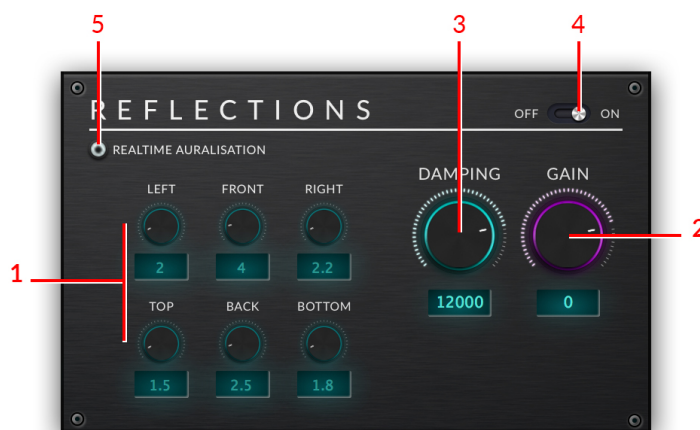 5
3
4
REFLECTIONS
OFF
ON
REALTIME AURALISATION
DAMPING
GAIN
LEFT
FRONT
RIGHT
2
1
2
4
2.2
12000
0
TOP
BACK
BOTTOM
1.5
2.5
1.8